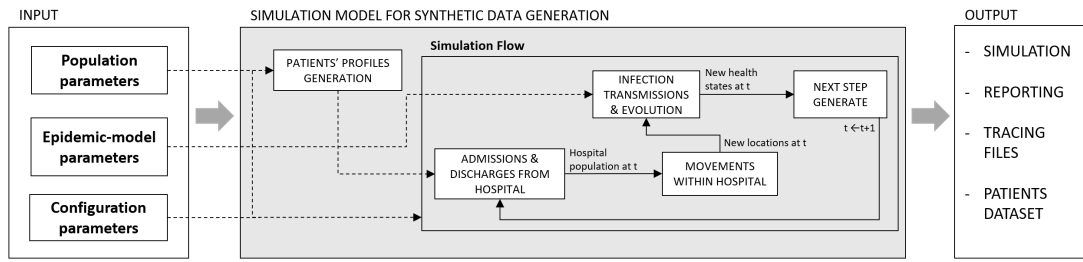 INPUT
Population
parameters
Epidemic-model
parameters
Configuration
parameters
SIMULATION MODEL FOR SYNTHETIC DATA GENERATION
PATIENTS' PROFILES
GENERATION
Simulation Flow
INFECTION
TRANSMISSIONS
& EVOLUTION
New health
states at t
NEXT STEP
GENERATE
t ←t+1
ADMISSIONS &
DISCHARGES FROM
HOSPITAL
Hospital
population at t
MOVEMENTS
WITHIN HOSPITAL
New locations at t
OUTPUT
- SIMULATION
- REPORTING
- TRACING
FILES
- PATIENTS
DATASET